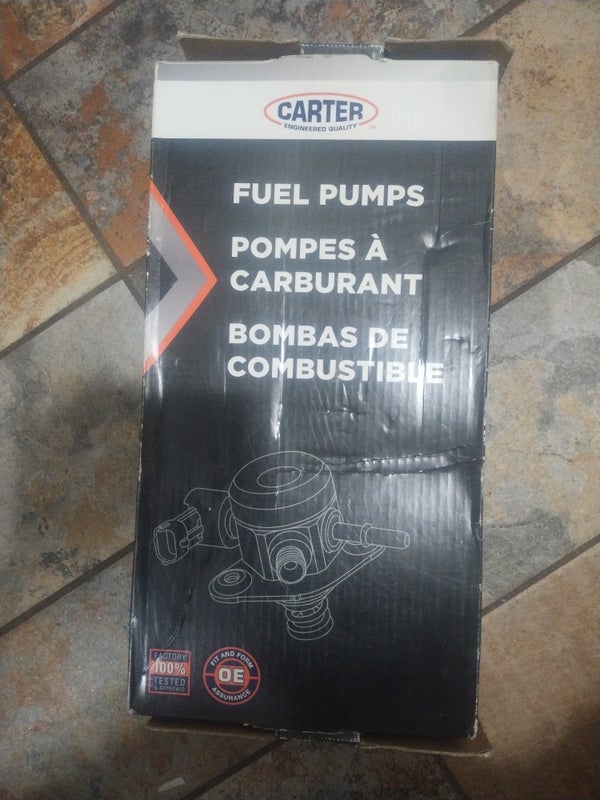 CARTER
ENGINEERED QUALITY
FUEL PUMPS
POMPES À
CARBURANT
BOMBAS DE
COMBUSTIBLE
FACTORY
100%
TESTED
& APPROVED
FIT AND FORM
OE
ASSURANCE